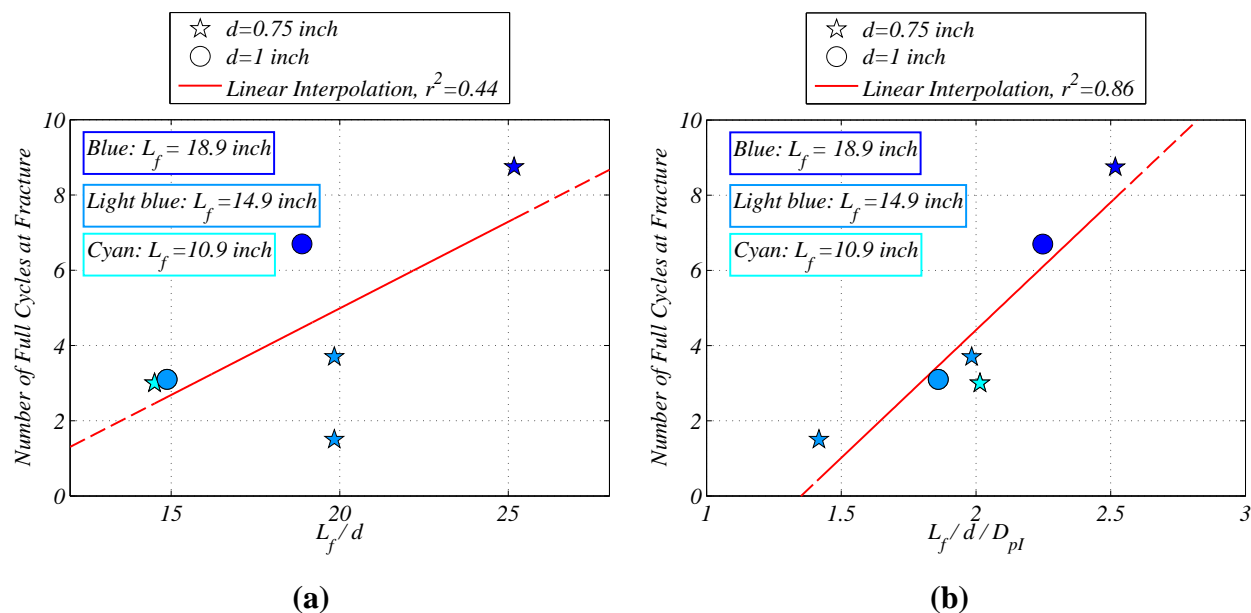 d=0.75 inch
d=1 inch
Linear Interpolation, r²=0.44
Number of Full Cycles at Fracture
10
8
6
4
2
0
Blue: L_f = 18.9 inch
Light blue: L_f =14.9 inch
Cyan: L_f =10.9 inch
15 20 25
L_f / d
(a)
d=0.75 inch
d=1 inch
Linear Interpolation, r²=0.86
Number of Full Cycles at Fracture
10
8
6
4
2
0
Blue: L_f = 18.9 inch
Light blue: L_f =14.9 inch
Cyan: L_f =10.9 inch
1 1.5 2 2.5 3
L_f / d / D_pI
(b)